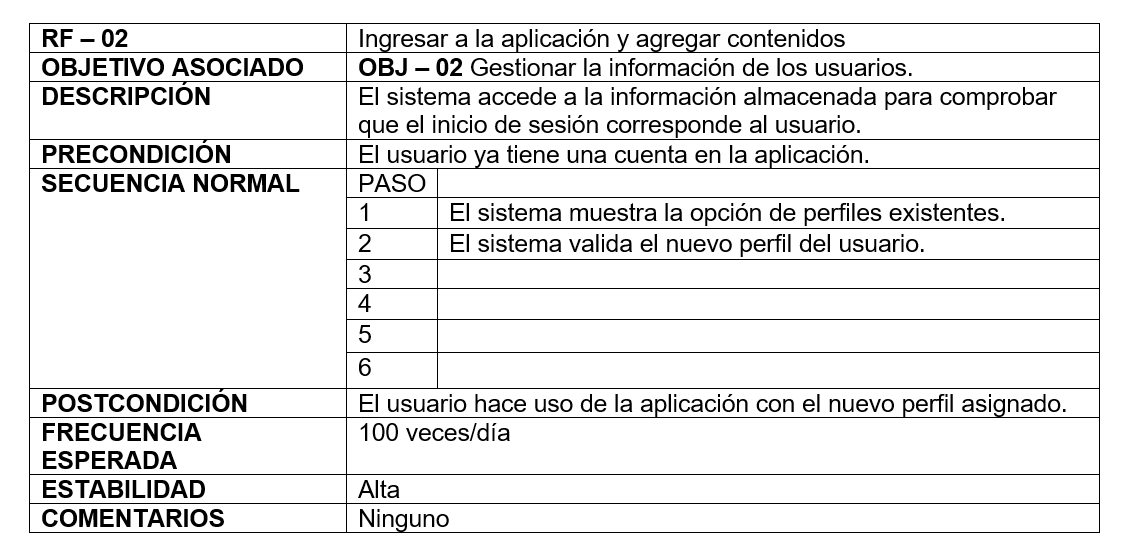 RF – 02 Ingresar a la aplicación y agregar contenidos
OBJETIVO ASOCIADO OBJ – 02 Gestionar la información de los usuarios.
DESCRIPCIÓN El sistema accede a la información almacenada para comprobar
que el inicio de sesión corresponde al usuario.
PRECONDICIÓN El usuario ya tiene una cuenta en la aplicación.
SECUENCIA NORMAL PASO
1 El sistema muestra la opción de perfiles existentes.
2 El sistema valida el nuevo perfil del usuario.
3
4
5
6
POSTCONDICIÓN El usuario hace uso de la aplicación con el nuevo perfil asignado.
FRECUENCIA 100 veces/día
ESPERADA
ESTABILIDAD Alta
COMENTARIOS Ninguno